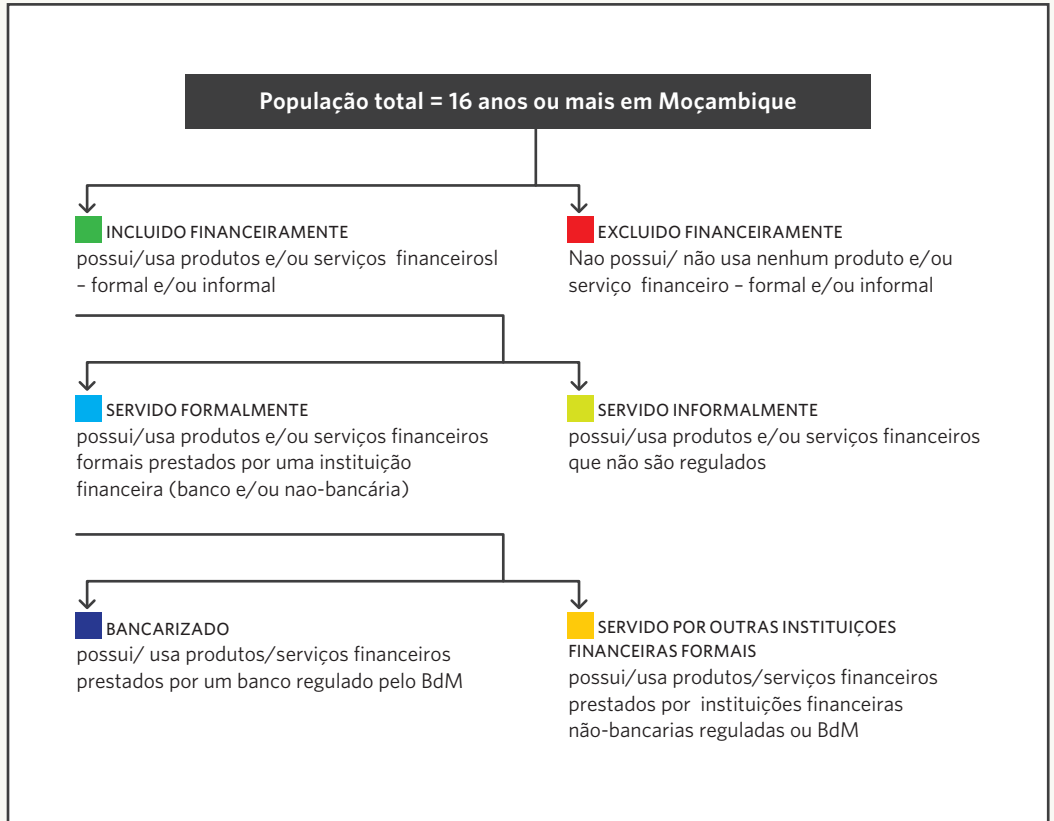 População total = 16 anos ou mais em Moçambique
INCLUIDO FINANCEIRAMENTE
possui/usa produtos e/ou serviços financeirosl
– formal e/ou informal
EXCLUIDO FINANCEIRAMENTE
Nao possui/ não usa nenhum produto e/ou
serviço financeiro – formal e/ou informal
SERVIDO FORMALMENTE
possui/usa produtos e/ou serviços financeiros
formais prestados por uma instituição
financeira (banco e/ou nao-bancária)
SERVIDO INFORMALMENTE
possui/usa produtos e/ou serviços financeiros
que não são regulados
BANCARIZADO
possui/ usa produtos/serviços financeiros
prestados por um banco regulado pelo BdM
SERVIDO POR OUTRAS INSTITUIÇOES
FINANCEIRAS FORMAIS
possui/usa produtos/serviços financeiros
prestados por instituições financeiras
não-bancarias reguladas ou BdM